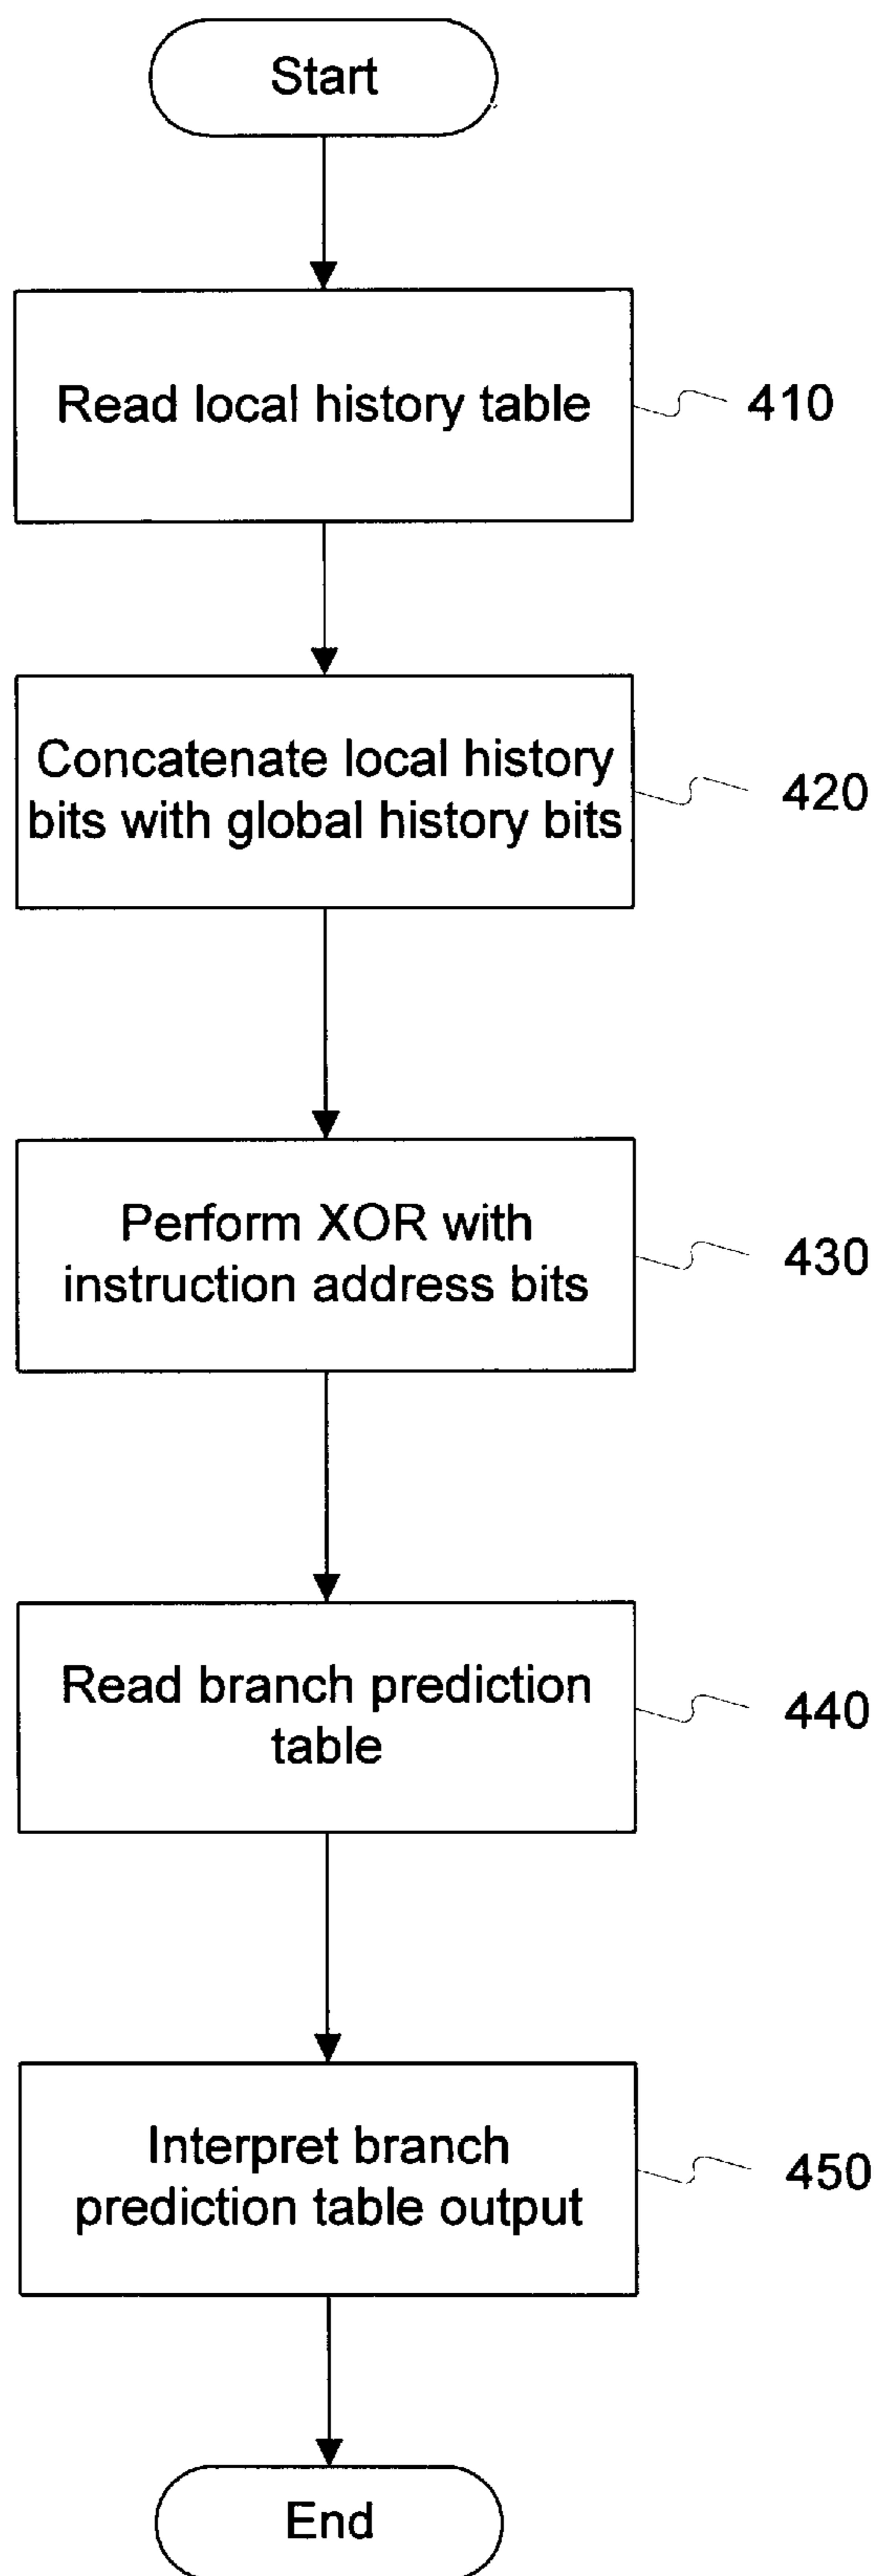 Start
Read local history table
410
Concatenate local history
bits with global history bits
420
Perform XOR with
instruction address bits
430
Read branch prediction
table
440
Interpret branch
prediction table output
450
End